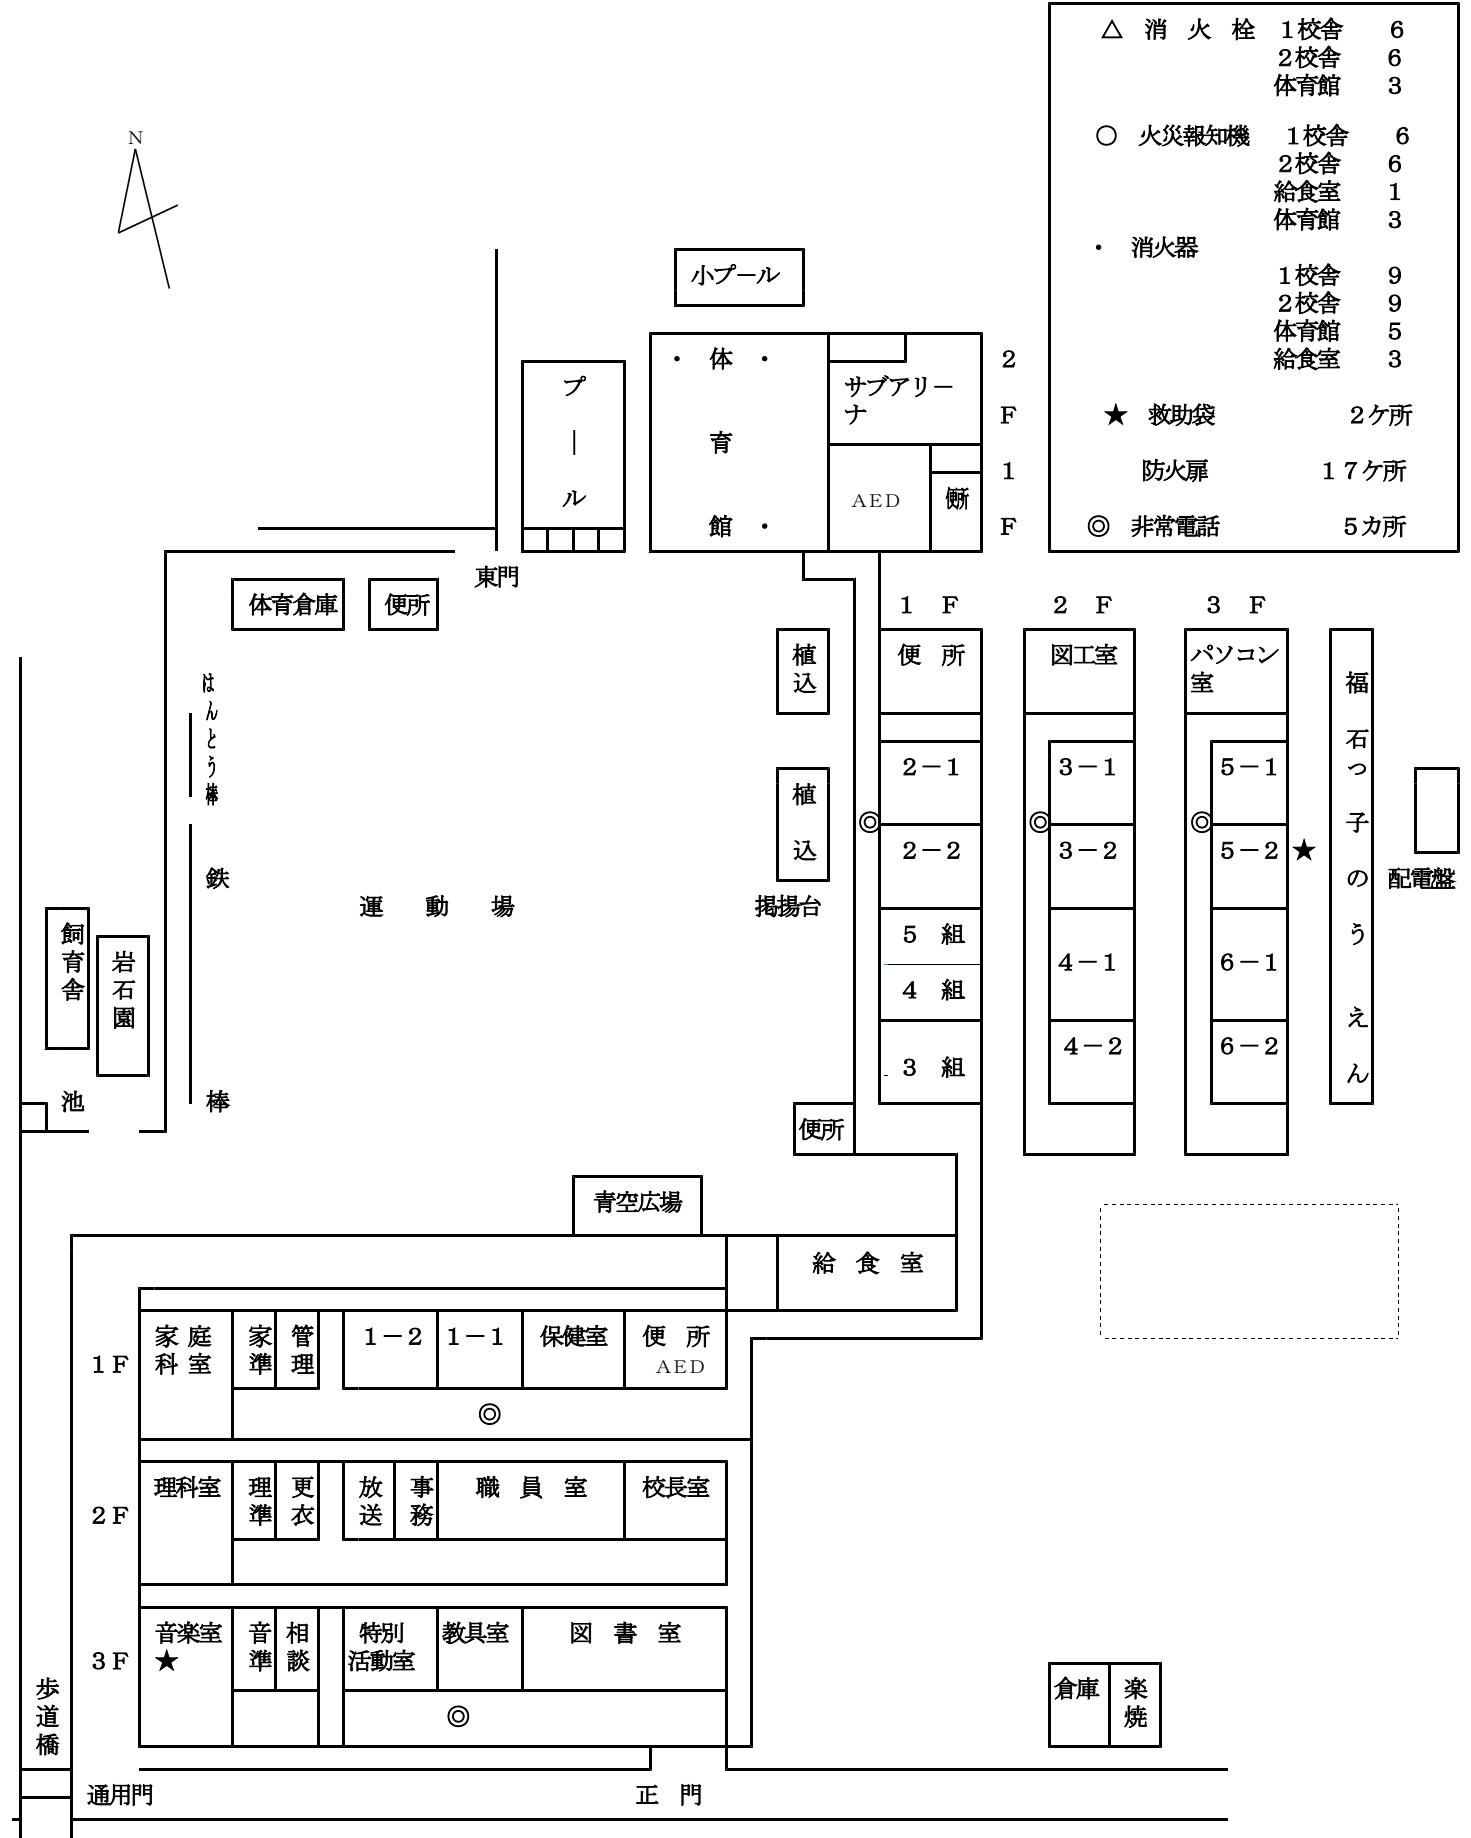 △ 消 火 栓 １校舎 ６
２校舎 ６
体育館 ３
○ 火災報知機 １校舎 ６
２校舎 ６
給食室 １
体育館 ３
・ 消火器
１校舎 ９
２校舎 ９
体育館 ５
給食室 ３
★ 救助袋 ２ケ所
防火扉 １７ケ所
◎ 非常電話 ５カ所
N
小プール
プ｜ル
・ 体 ・
育
館 ・
サブアリー
ナ
AED
便所
２Ｆ
１Ｆ
東門
体育倉庫
便所
はんとう棒
鉄棒
運 動 場
植込
植込
掲揚台
飼育舎
岩石園
池
１ Ｆ
便 所
２－１
◎
２－２
５ 組
４ 組
３ 組
便所
２ Ｆ
図工室
３－１
◎
３－２
４－１
４－２
３ Ｆ
パソコン
室
５－１
◎
５－２
★
６－１
６－２
福石っ子のうえん
配電盤
青空広場
給 食 室
１Ｆ
家 庭
科 室
家準
管理
１－２
１－１
保健室
便 所
AED
◎
２Ｆ
理科室
理準
更衣
放送
事務
職 員 室
校長室
３Ｆ
音楽室
★
音準
相談
特別
活動室
教具室
図 書 室
◎
歩道橋
倉庫
楽焼
通用門
正 門